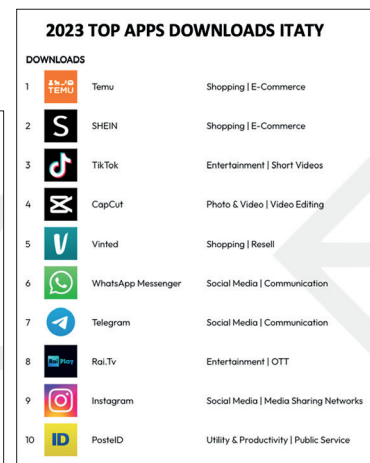 2023 TOP APPS DOWNLOADS ITATY
DOWNLOADS
1 TEMU Temu Shopping | E-Commerce
2 S SHEIN Shopping | E-Commerce
3 TikTok Entertainment | Short Videos
4 CapCut Photo & Video | Video Editing
5 V Vinted Shopping | Resell
6 WhatsApp Messenger Social Media | Communication
7 Telegram Social Media | Communication
8 Rai Play Rai.Tv Entertainment | OTT
9 Instagram Social Media | Media Sharing Networks
10 ID PosteID Utility & Productivity | Public Service